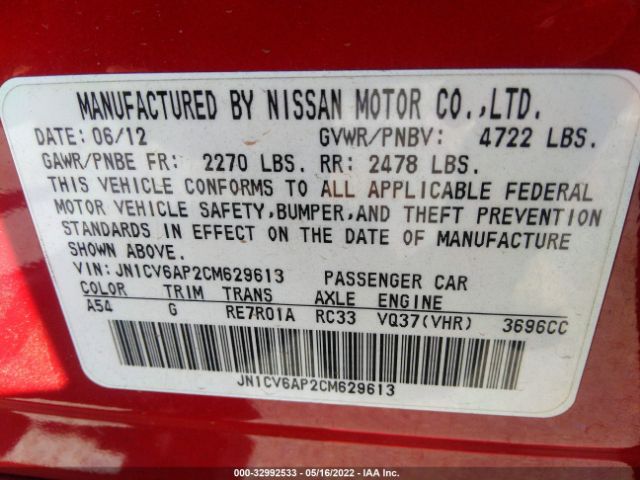 MANUFACTURED BY NISSAN MOTOR CO.,LTD.
DATE: 06/12 GVWR/PNBV: 4722 LBS.
GAWR/PNBE FR: 2270 LBS. RR: 2478 LBS.
THIS VEHICLE CONFORMS TO ALL APPLICABLE FEDERAL
MOTOR VEHICLE SAFETY,BUMPER,AND THEFT PREVENTION
STANDARDS IN EFFECT ON THE DATE OF MANUFACTURE
SHOWN ABOVE.
VIN: JN1CV6AP2CM629613 PASSENGER CAR
COLOR TRIM TRANS AXLE ENGINE
A54 G RE7R01A RC33 VQ37(VHR) 3696CC
JN1CV6AP2CM629613
000-32992533 - 05/16/2022 - IAA Inc.